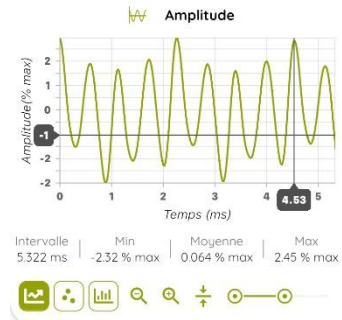 Amplitude
Amplitude(% max)
2
1
0
-1
-2
-2
0
1
2
3
4
5
4.53
Temps (ms)
Intervalle
5.322 ms
Min
-2.32 % max
Moyenne
0.064 % max
Max
2.45 % max